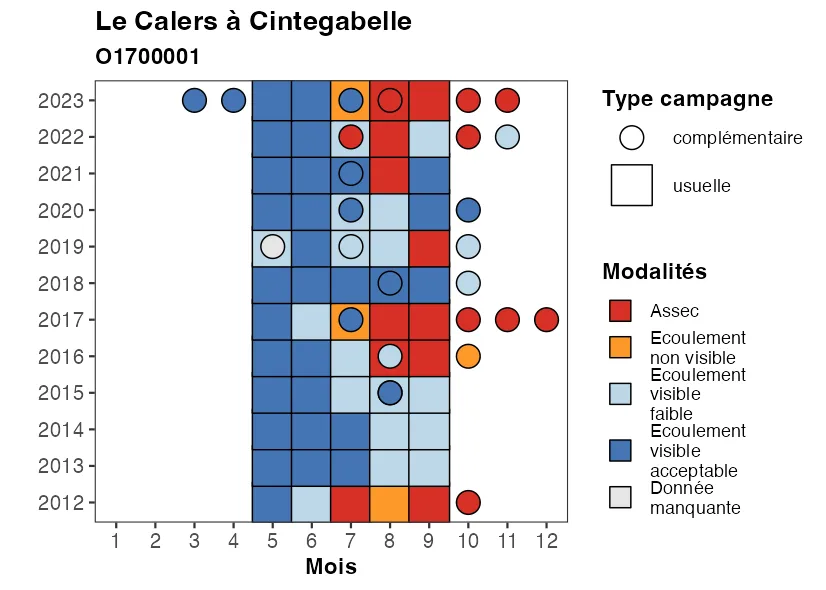 Le Calers à Cintegabelle
O1700001
2023
2022
2021
2020
2019
2018
2017
2016
2015
2014
2013
2012
1 2 3 4 5 6 7 8 9 10 11 12
Mois
Type campagne
complémentaire
usuelle
Modalités
Assec
Ecoulement
non visible
Ecoulement
visible
faible
Ecoulement
visible
acceptable
Donnée
manquante